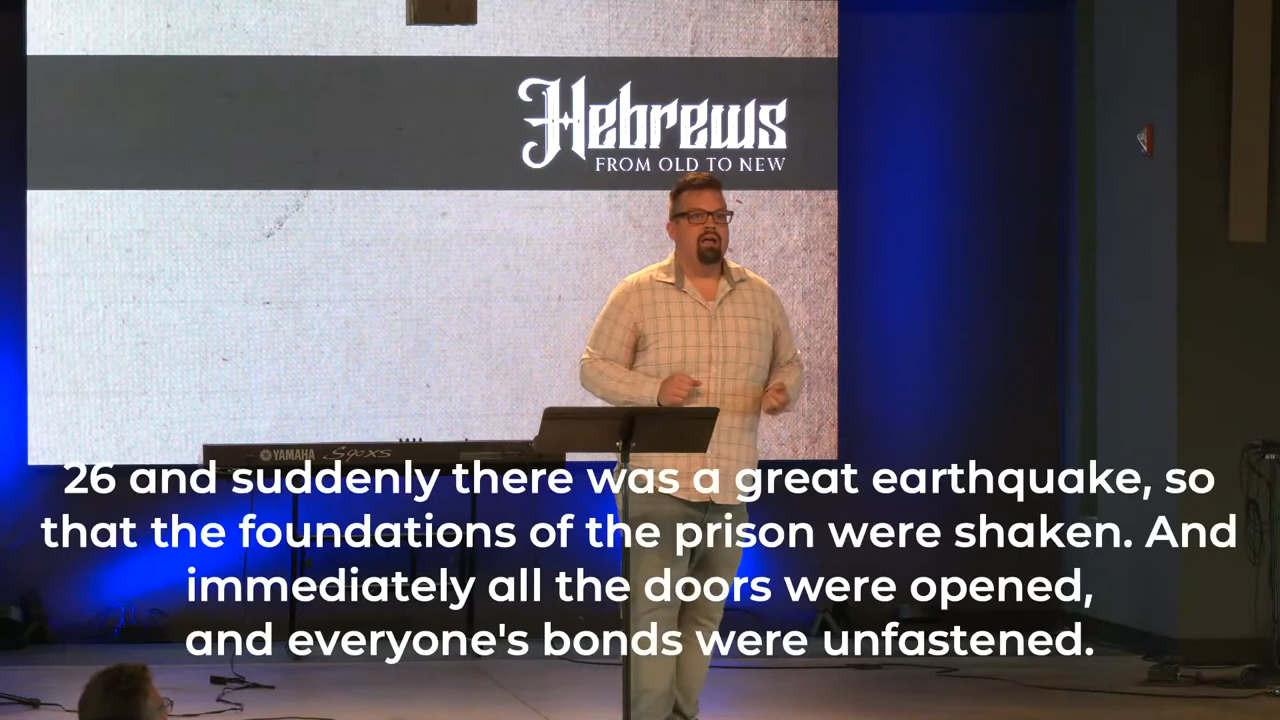 Hebrews
FROM OLD TO NEW
YAMAHA S90XS
26 and suddenly there was a great earthquake, so
that the foundations of the prison were shaken. And
immediately all the doors were opened,
and everyone's bonds were unfastened.